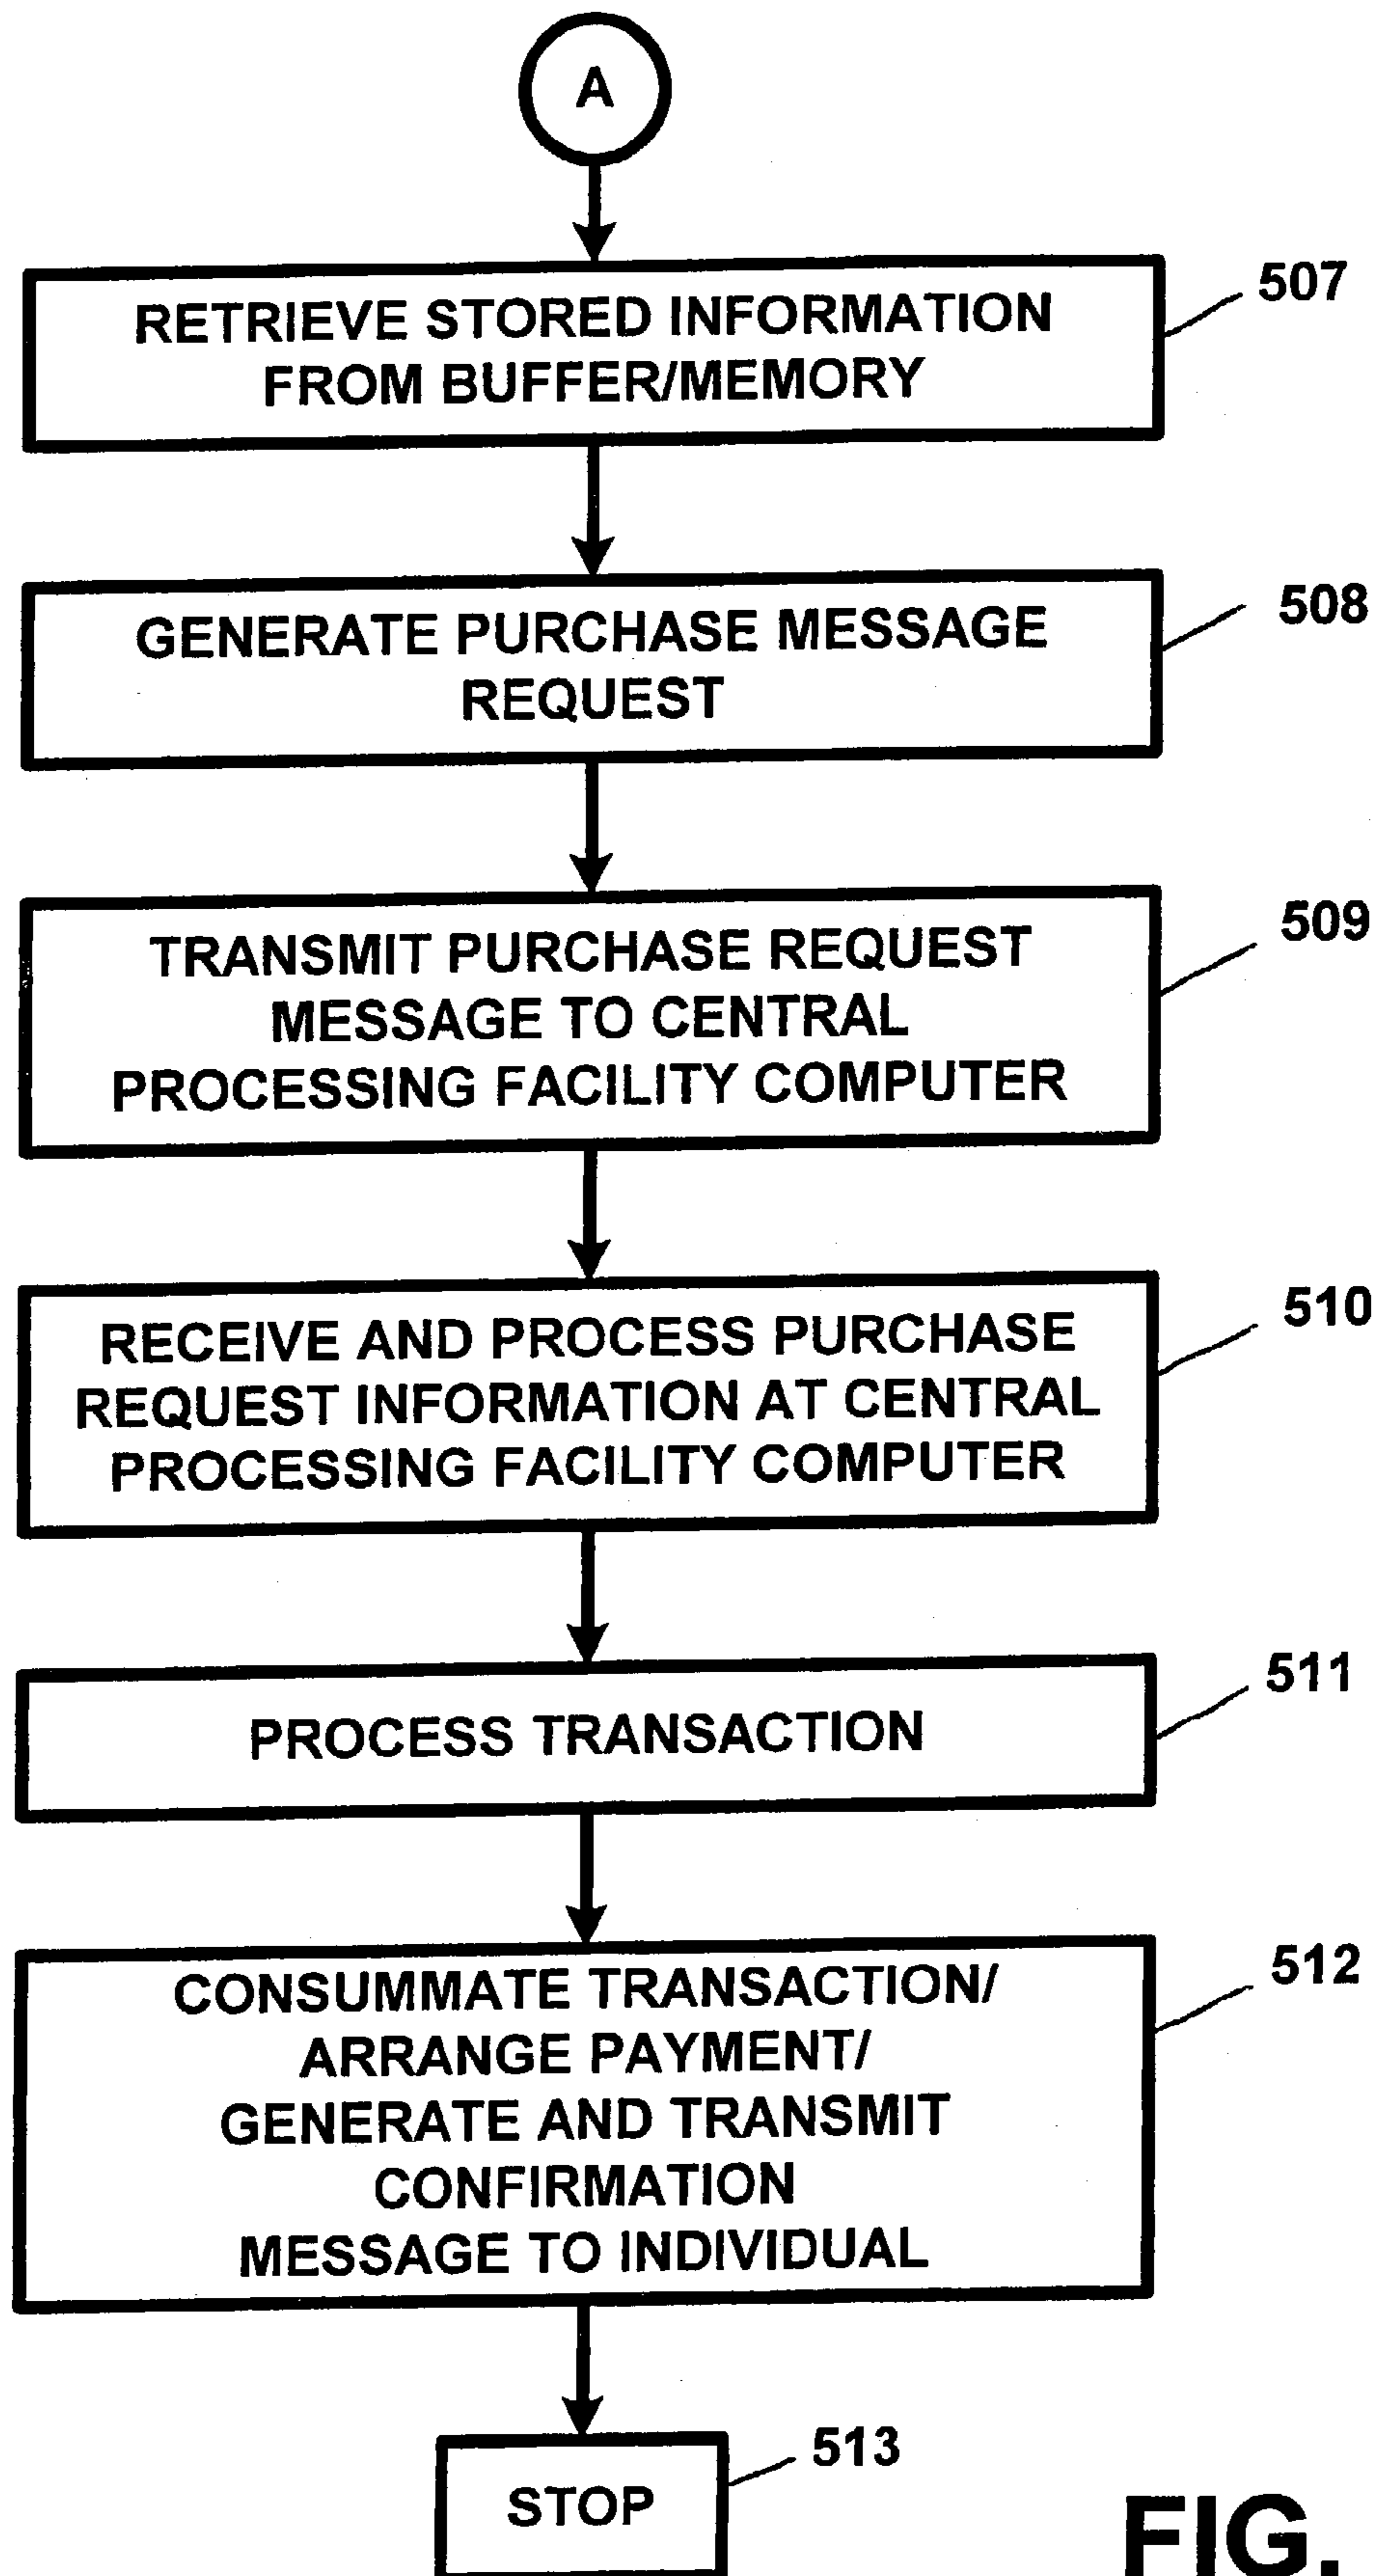 A
RETRIEVE STORED INFORMATION
FROM BUFFER/MEMORY
507
GENERATE PURCHASE MESSAGE
REQUEST
508
TRANSMIT PURCHASE REQUEST
MESSAGE TO CENTRAL
PROCESSING FACILITY COMPUTER
509
RECEIVE AND PROCESS PURCHASE
REQUEST INFORMATION AT CENTRAL
PROCESSING FACILITY COMPUTER
510
PROCESS TRANSACTION
511
CONSUMMATE TRANSACTION/
ARRANGE PAYMENT/
GENERATE AND TRANSMIT
CONFIRMATION
MESSAGE TO INDIVIDUAL
512
STOP
513
FIG.